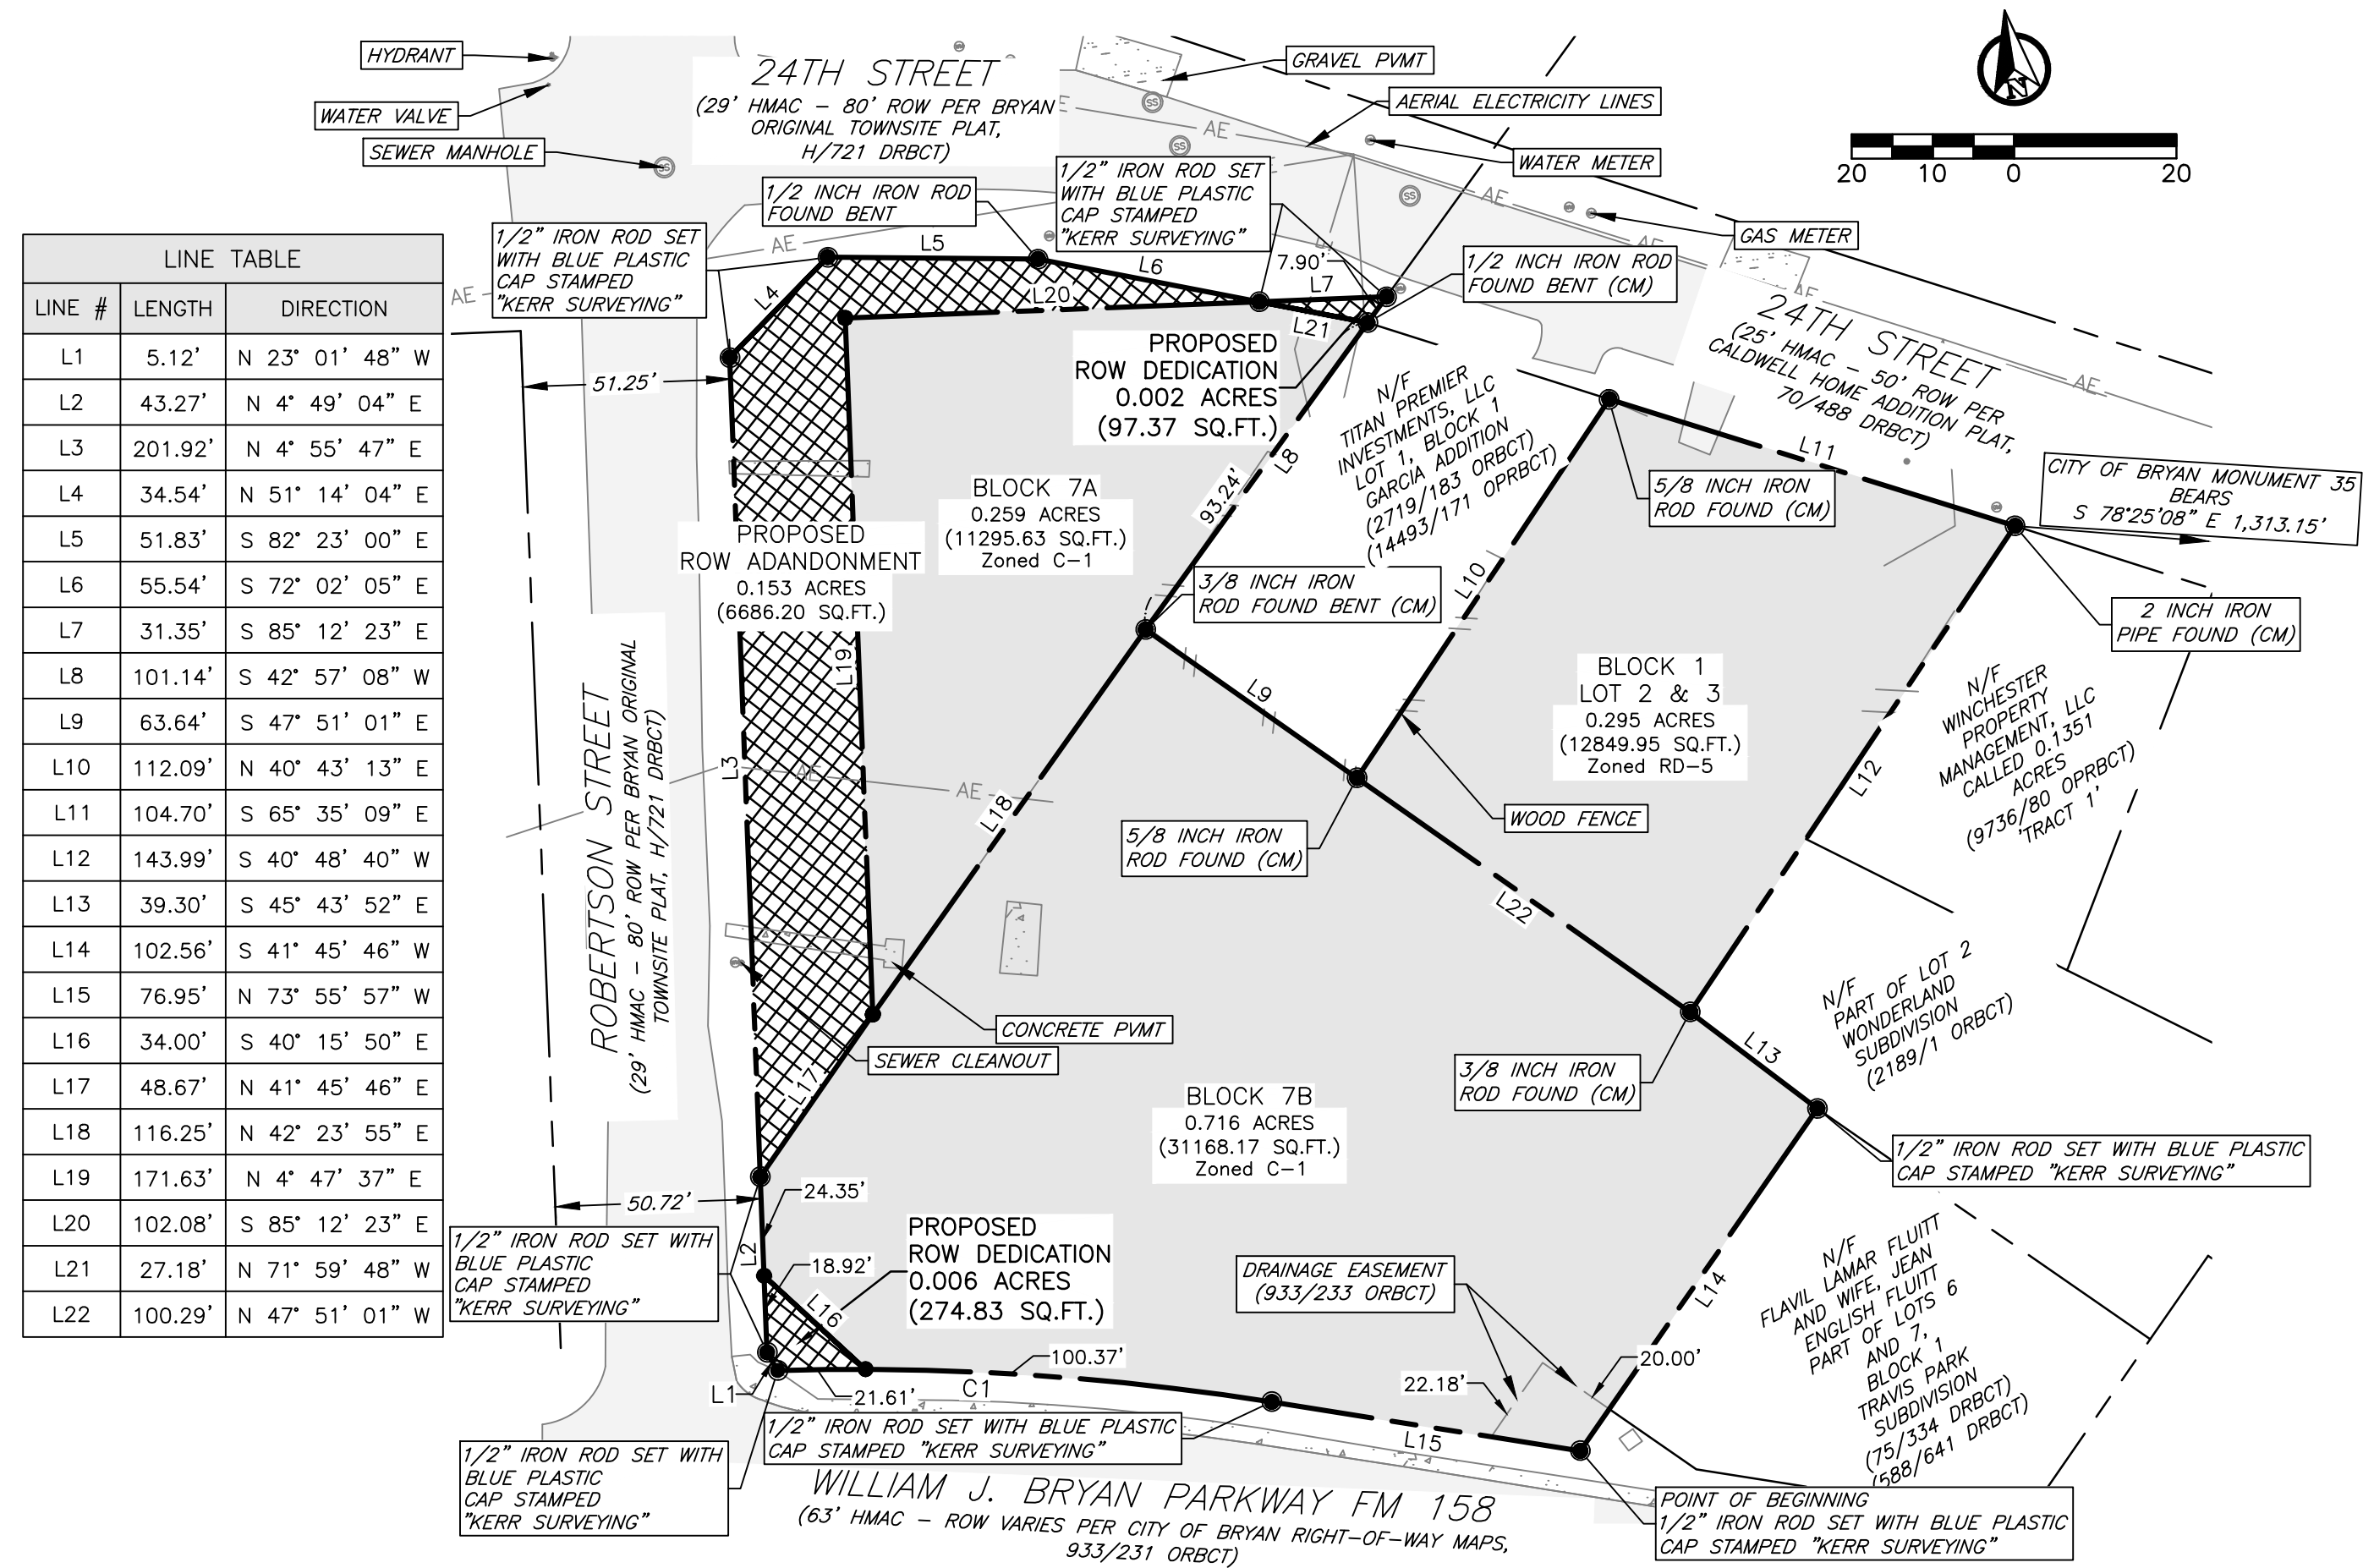 HYDRANT
WATER VALVE
SEWER MANHOLE
24TH STREET
(29' HMAC – 80' ROW PER BRYAN
ORIGINAL TOWNSITE PLAT,
H/721 DRBCT)
GRAVEL PVMT
AERIAL ELECTRICITY LINES
WATER METER
GAS METER
N
20 10 0 20
SS
SS
SS
SS
AE
AE
AE
AE
AE
AE
AE
AE
AE
1/2 INCH IRON ROD
FOUND BENT
1/2" IRON ROD SET
WITH BLUE PLASTIC
CAP STAMPED
"KERR SURVEYING"
1/2" IRON ROD SET
WITH BLUE PLASTIC
CAP STAMPED
"KERR SURVEYING"
1/2 INCH IRON ROD
FOUND BENT (CM)
LINE TABLE
LINE # LENGTH DIRECTION
L1 5.12' N 23° 01' 48" W
L2 43.27' N 4° 49' 04" E
L3 201.92' N 4° 55' 47" E
L4 34.54' N 51° 14' 04" E
L5 51.83' S 82° 23' 00" E
L6 55.54' S 72° 02' 05" E
L7 31.35' S 85° 12' 23" E
L8 101.14' S 42° 57' 08" W
L9 63.64' S 47° 51' 01" E
L10 112.09' N 40° 43' 13" E
L11 104.70' S 65° 35' 09" E
L12 143.99' S 40° 48' 40" W
L13 39.30' S 45° 43' 52" E
L14 102.56' S 41° 45' 46" W
L15 76.95' N 73° 55' 57" W
L16 34.00' S 40° 15' 50" E
L17 48.67' N 41° 45' 46" E
L18 116.25' N 42° 23' 55" E
L19 171.63' N 4° 47' 37" E
L20 102.08' S 85° 12' 23" E
L21 27.18' N 71° 59' 48" W
L22 100.29' N 47° 51' 01" W
L4
L5
L6
7.90'
L7
L20
L21
51.25'
PROPOSED
ROW DEDICATION
0.002 ACRES
(97.37 SQ.FT.)
24TH STREET
(25' HMAC – 50' ROW PER
CALDWELL HOME ADDITION PLAT,
70/488 DRBCT)
N/F
TITAN PREMIER
INVESTMENTS, LLC
LOT 1, BLOCK 1
GARCIA ADDITION
(2719/183 ORBCT)
(14493/171 OPRBCT)
93.24'
L8
L10
L11
5/8 INCH IRON
ROD FOUND (CM)
CITY OF BRYAN MONUMENT 35
BEARS
S 78°25'08" E 1,313.15'
BLOCK 7A
0.259 ACRES
(11295.63 SQ.FT.)
Zoned C–1
PROPOSED
ROW ADANDONMENT
0.153 ACRES
(6686.20 SQ.FT.)
3/8 INCH IRON
ROD FOUND BENT (CM)
2 INCH IRON
PIPE FOUND (CM)
BLOCK 1
LOT 2 & 3
0.295 ACRES
(12849.95 SQ.FT.)
Zoned RD–5
L19
L9
L3
L18
L12
WOOD FENCE
5/8 INCH IRON
ROD FOUND (CM)
N/F
WINCHESTER
PROPERTY
MANAGEMENT, LLC
CALLED 0.1351
ACRES
(9736/80 OPRBCT)
'TRACT 1'
ROBERTSON STREET
(29' HMAC – 80' ROW PER BRYAN ORIGINAL
TOWNSITE PLAT, H/721 DRBCT)
L22
N/F
PART OF LOT 2
WONDERLAND
SUBDIVISION
(2189/1 ORBCT)
L13
CONCRETE PVMT
SEWER CLEANOUT
L17
3/8 INCH IRON
ROD FOUND (CM)
BLOCK 7B
0.716 ACRES
(31168.17 SQ.FT.)
Zoned C–1
1/2" IRON ROD SET WITH BLUE PLASTIC
CAP STAMPED "KERR SURVEYING"
50.72'
24.35'
L2
18.92'
PROPOSED
ROW DEDICATION
0.006 ACRES
(274.83 SQ.FT.)
L16
1/2" IRON ROD SET WITH
BLUE PLASTIC
CAP STAMPED
"KERR SURVEYING"
DRAINAGE EASEMENT
(933/233 ORBCT)
L14
N/F
FLAVIL LAMAR FLUITT
AND WIFE, JEAN
ENGLISH FLUITT
PART OF LOTS 6
AND 7,
BLOCK 1
TRAVIS PARK
SUBDIVISION
(75/334 DRBCT)
(588/641 DRBCT)
100.37'
20.00'
22.18'
L1
21.61'
C1
L15
1/2" IRON ROD SET WITH BLUE PLASTIC
CAP STAMPED "KERR SURVEYING"
1/2" IRON ROD SET WITH
BLUE PLASTIC
CAP STAMPED
"KERR SURVEYING"
WILLIAM J. BRYAN PARKWAY FM 158
(63' HMAC – ROW VARIES PER CITY OF BRYAN RIGHT–OF–WAY MAPS,
933/231 ORBCT)
POINT OF BEGINNING
1/2" IRON ROD SET WITH BLUE PLASTIC
CAP STAMPED "KERR SURVEYING"